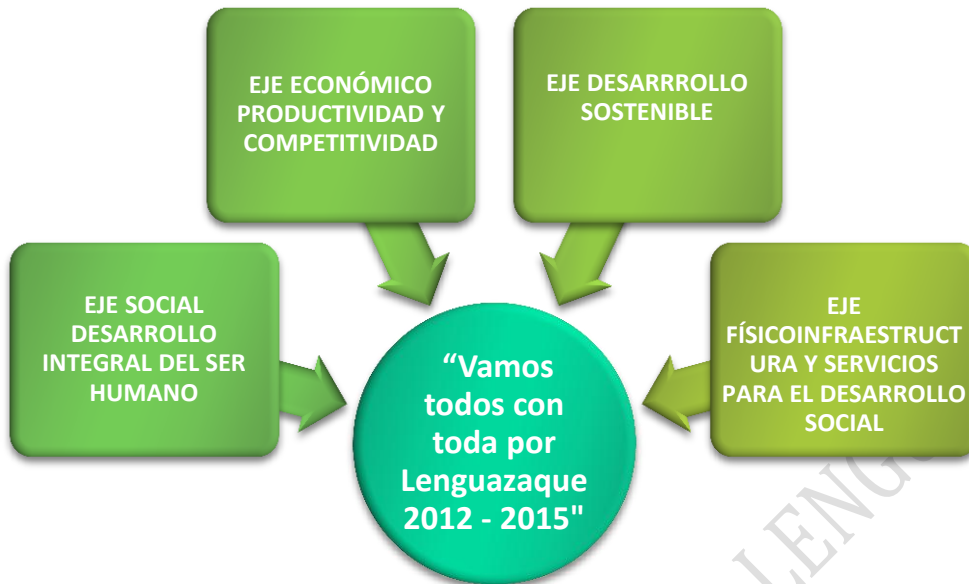 EJE ECONÓMICO
PRODUCTIVIDAD Y
COMPETITIVIDAD
EJE DESARRROLLO
SOSTENIBLE
EJE SOCIAL
DESARROLLO
INTEGRAL DEL SER
HUMANO
EJE
FÍSICOINFRAESTRUCT
URA Y SERVICIOS
PARA EL DESARROLLO
SOCIAL
“Vamos
todos con
toda por
Lenguazaque
2012 - 2015"